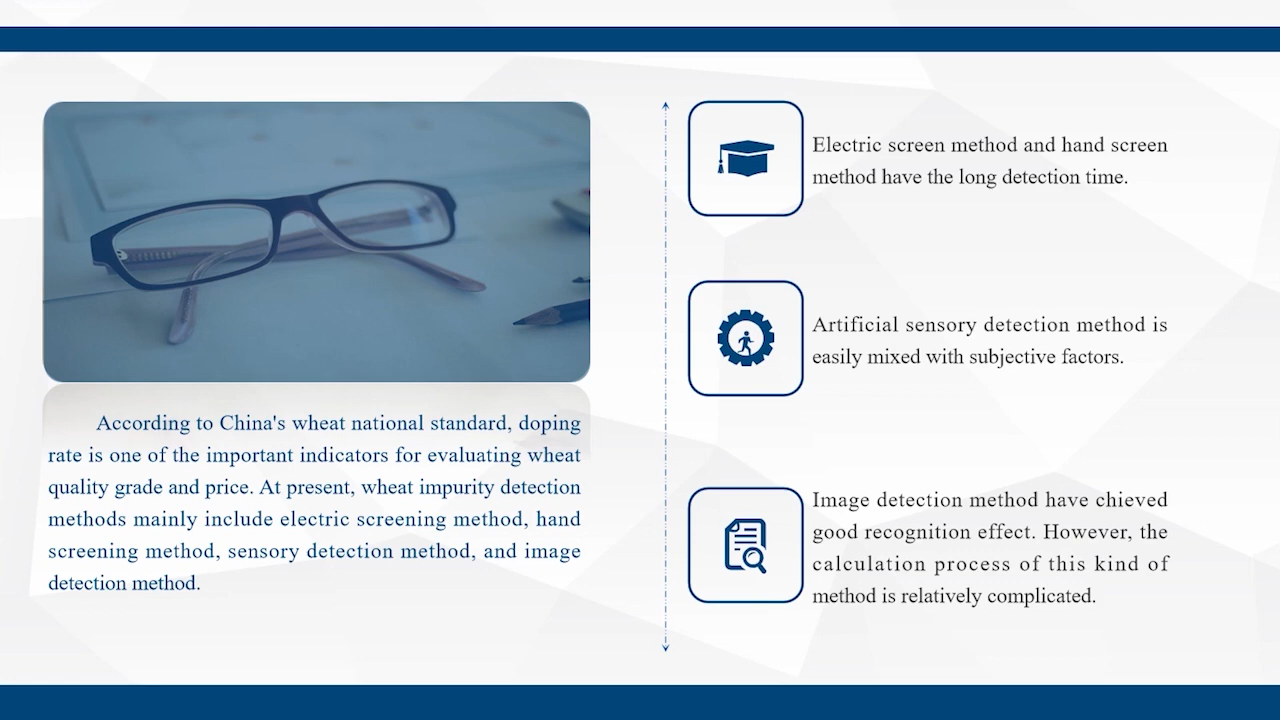 According to China's wheat national standard, doping
rate is one of the important indicators for evaluating wheat
quality grade and price. At present, wheat impurity detection
methods mainly include electric screening method, hand
screening method, sensory detection method, and image
detection method.
Electric screen method and hand screen
method have the long detection time.
Artificial sensory detection method is
easily mixed with subjective factors.
Image detection method have chieved
good recognition effect. However, the
calculation process of this kind of
method is relatively complicated.